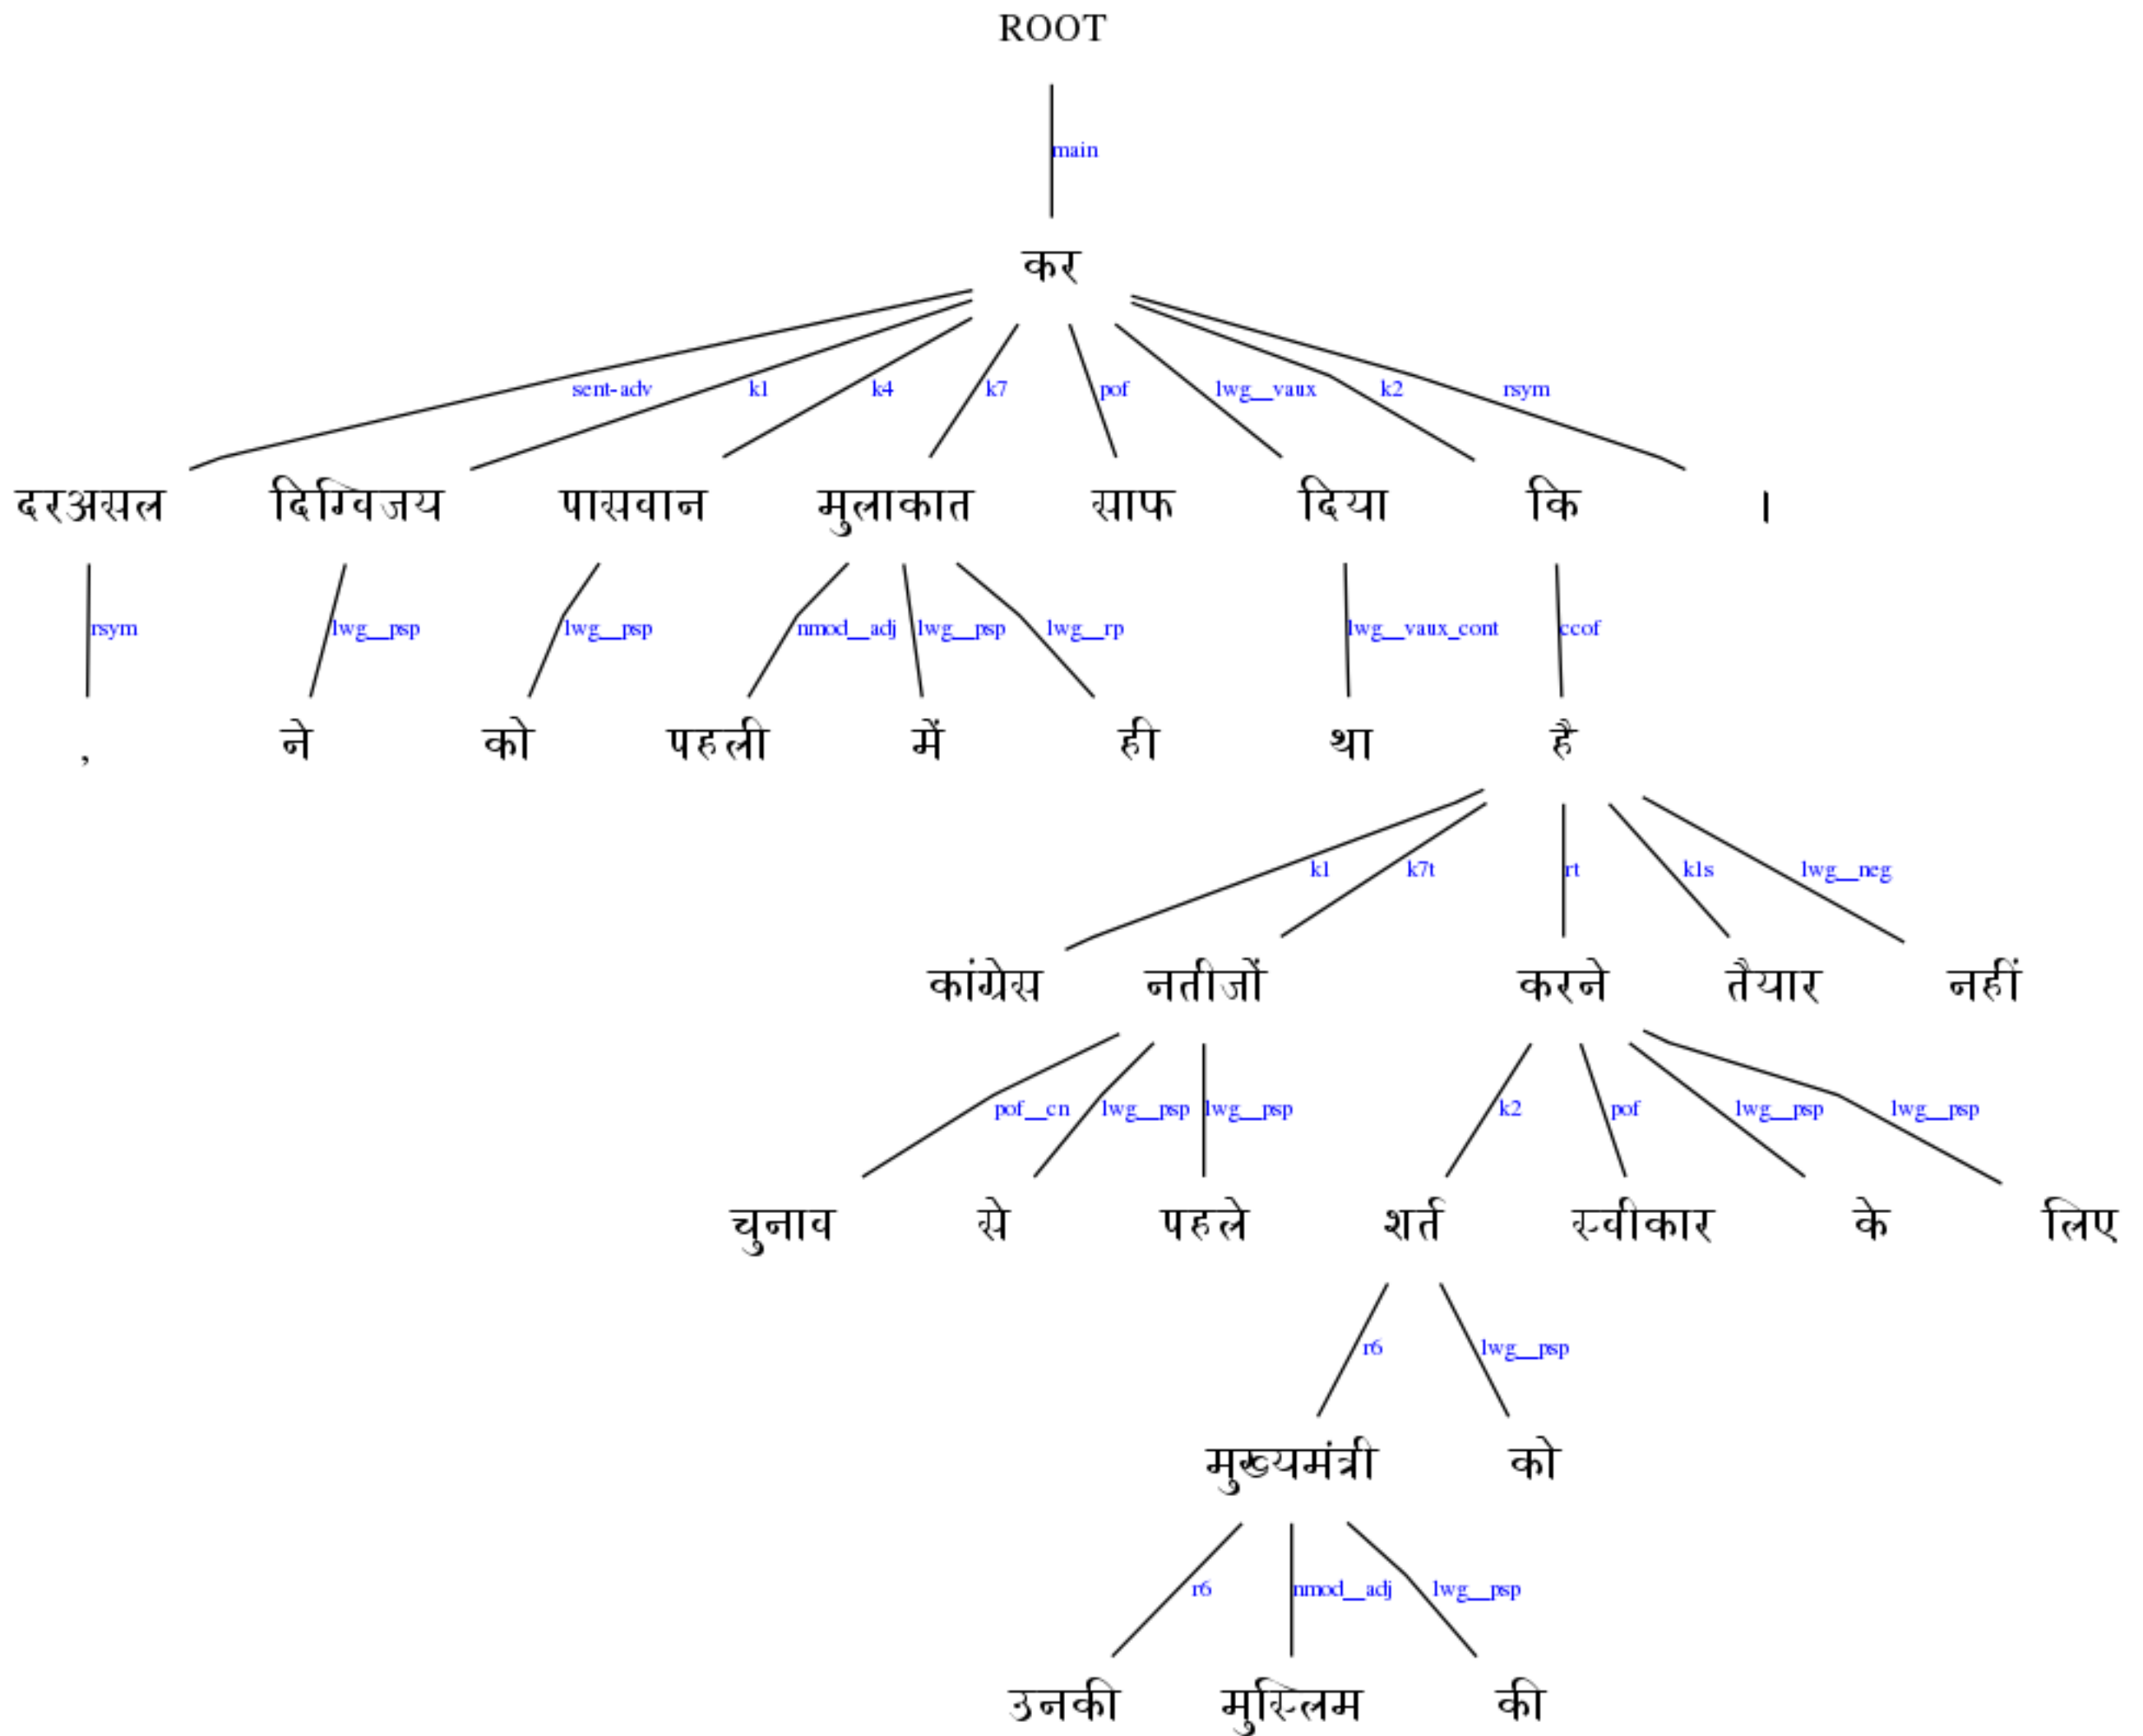 ROOT
main
कर
sent-adv k1 k4 k7 pof lwg__vaux k2 rsym
दरअसल दिग्विजय पासवान मुलाकात साफ दिया कि ।
rsym lwg__psp lwg__psp nmod__adj lwg__psp lwg__rp lwg__vaux_cont ccof
, ने को पहली में ही था है
k1 k7t rt k1s lwg__neg
कांग्रेस नतीजों करने तैयार नहीं
pof__cn lwg__psp lwg__psp k2 pof lwg__psp lwg__psp
चुनाव से पहले शर्त स्वीकार के लिए
r6 lwg__psp
मुख्यमंत्री को
r6 nmod__adj lwg__psp
उनकी मुस्लिम की